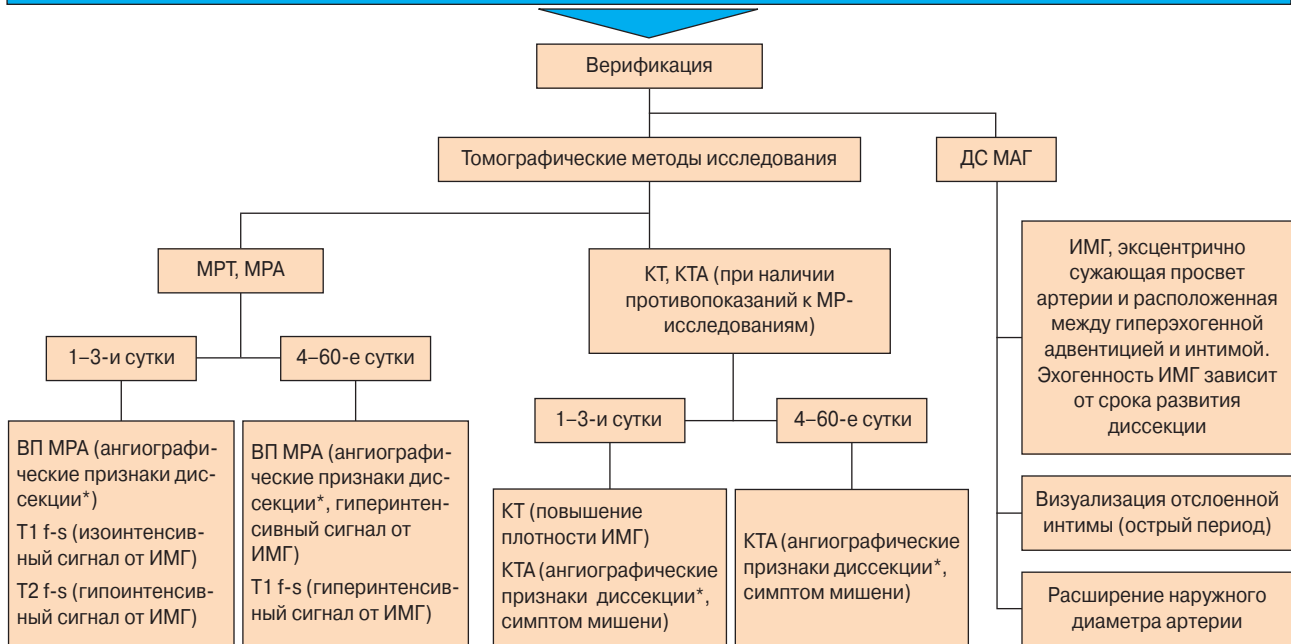 Верификация
Томографические методы исследования
ДС МАГ
МРТ, МРА
КТ, КТА (при наличии
противопоказаний к МР-
исследованиям)
ИМГ, эксцентрично
сужающая просвет
артерии и расположенная
между гиперэхогенной
адвентицией и интимой.
Эхогенность ИМГ зависит
от срока развития
диссекции
1–3-и сутки
4–60-е сутки
1–3-и сутки
4–60-е сутки
ВП МРА (ангиографи-
ческие признаки дис-
секции*)
T1 f-s (изоинтенсив-
ный сигнал от ИМГ)
T2 f-s (гипоинтенсив-
ный сигнал от ИМГ)
ВП МРА (ангиографи-
ческие признаки дис-
секции*, гиперинтен-
сивный сигнал от
ИМГ)
T1 f-s (гиперинтенсив-
ный сигнал от ИМГ)
КТ (повышение
плотности ИМГ)
КТА (ангиографические
признаки диссекции*,
симптом мишени)
КТА (ангиографические
признаки диссекции*,
симптом мишени)
Визуализация отслоенной
интимы (острый период)
Расширение наружного
диаметра артерии